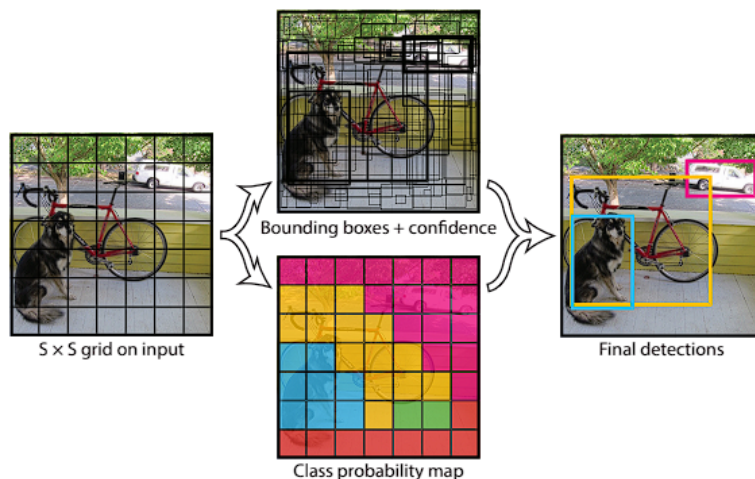 Bounding boxes + confidence
S × S grid on input
Final detections
Class probability map